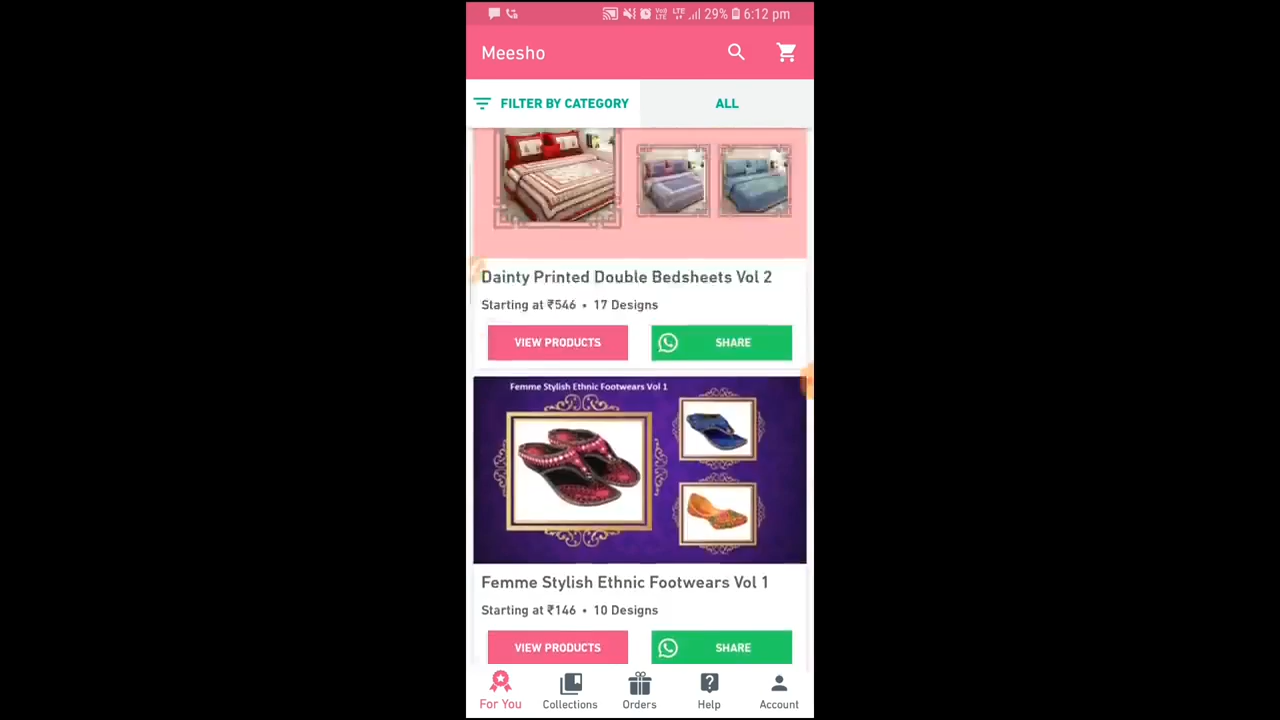 29% 6:12 pm
Meesho
FILTER BY CATEGORY ALL
Dainty Printed Double Bedsheets Vol 2
Starting at ₹546 • 17 Designs
VIEW PRODUCTS SHARE
Femme Stylish Ethnic Footwears Vol 1
Femme Stylish Ethnic Footwears Vol 1
Starting at ₹146 • 10 Designs
VIEW PRODUCTS SHARE
For You Collections Orders Help Account